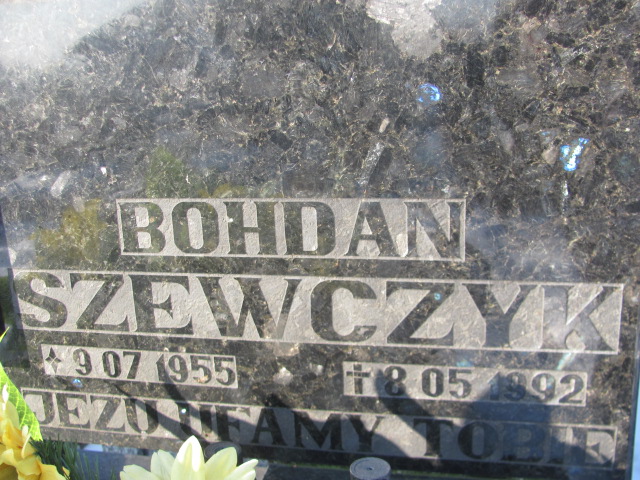 BOHDAN
SZEWCZYK
✦ 9 07 1955 † 8 05 1992
JEZU UFAMY TOBIE